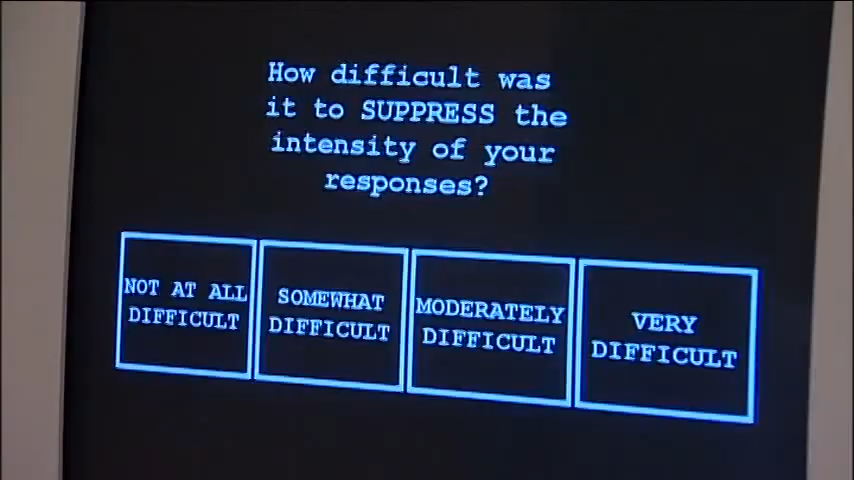 How difficult was
it to SUPPRESS the
intensity of your
responses?
NOT AT ALL
DIFFICULT
SOMEWHAT
DIFFICULT
MODERATELY
DIFFICULT
VERY
DIFFICULT